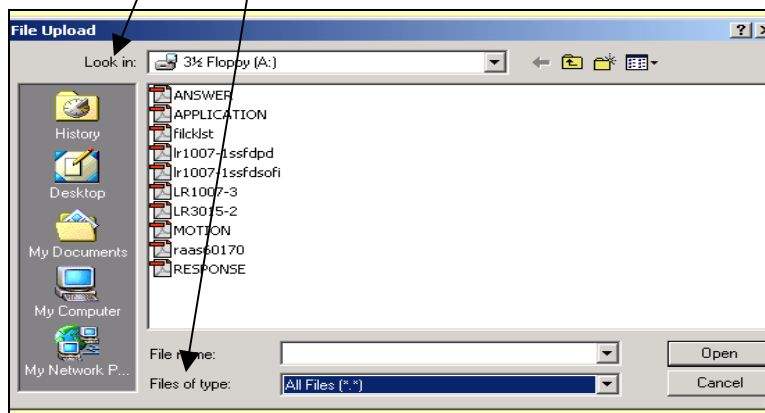 File Upload
Look in: 3½ Floppy (A:)
History
Desktop
My Documents
My Computer
My Network P...
ANSWER
APPLICATION
filcklst
lr1007-1ssfdpd
lr1007-1ssfdsofi
LR1007-3
LR3015-2
MOTION
raas60170
RESPONSE
File name:
Open
Files of type: All Files (*.*)
Cancel